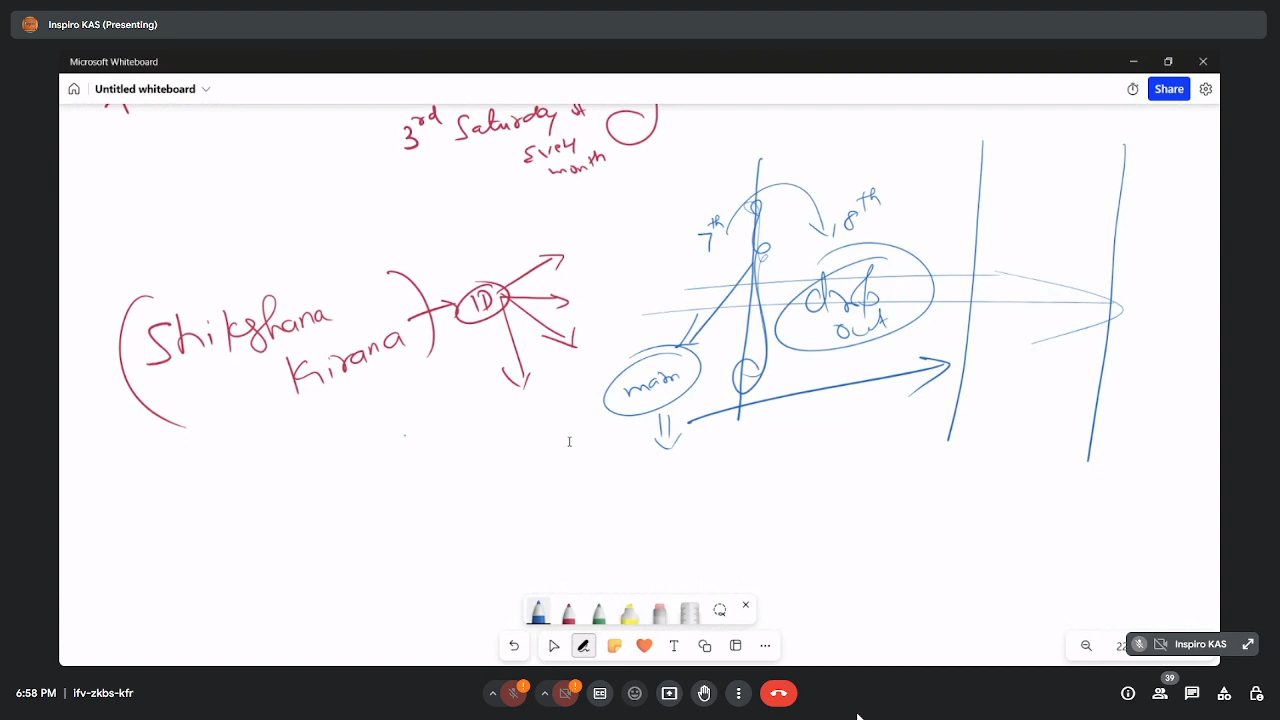 Inspiro KAS (Presenting)
Microsoft Whiteboard
Untitled whiteboard
Share
3rd Saturday
Every
month
7th
8th
drop
out
main
(Shikshana
Kirana)
ID
Inspiro KAS
6:58 PM | ifv-zkbs-kfr
39